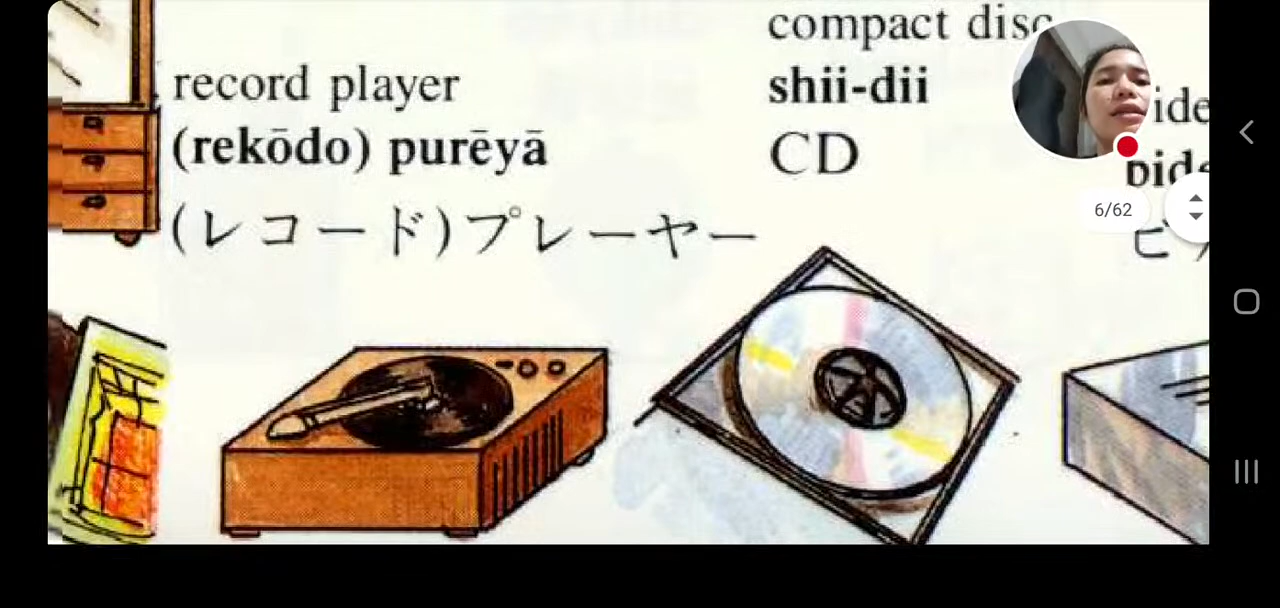 record player
(rekōdo) purēyā
(レコード)プレーヤー
compact disc
shii-dii
CD
6/62